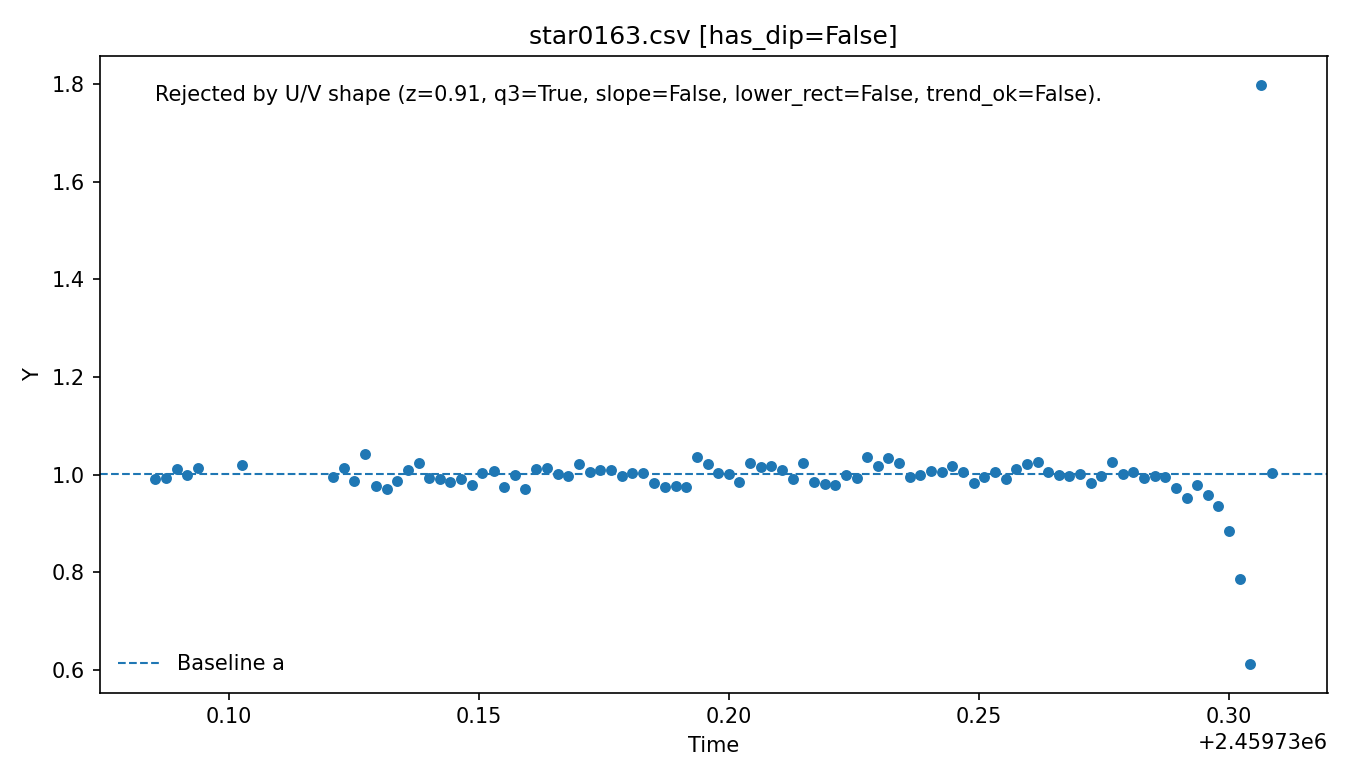 star0163.csv [has_dip=False]
Rejected by U/V shape (z=0.91, q3=True, slope=False, lower_rect=False, trend_ok=False).
Y
1.8
1.6
1.4
1.2
1.0
0.8
0.6
Baseline a
0.10 0.15 0.20 0.25 0.30
Time
+2.45973e6